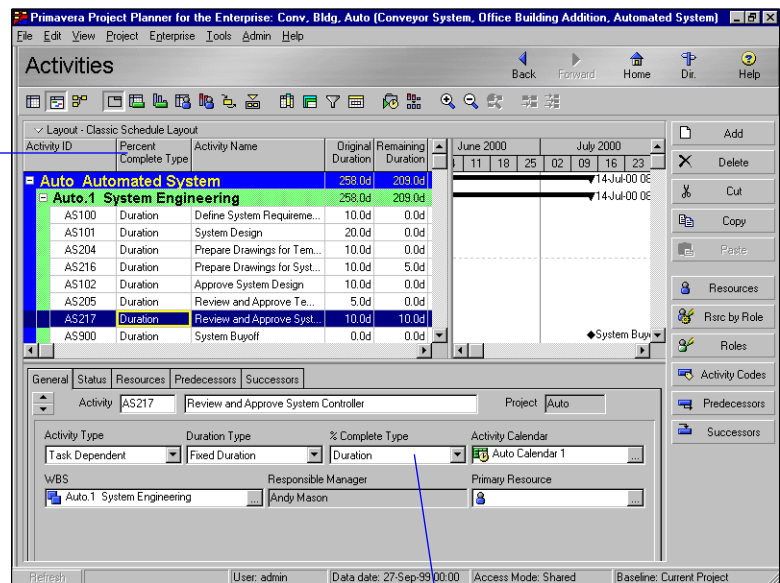 Primavera Project Planner for the Enterprise: Conv, Bldg, Auto (Conveyor System, Office Building Addition, Automated System)
File Edit View Project Enterprise Tools Admin Help
Activities
Back Forward Home Dir. Help
Layout - Classic Schedule Layout
Activity ID Percent Complete Type Activity Name Original Duration Remaining Duration
June 2000 July 2000
11 18 25 02 09 16 23
Auto Automated System 258.0d 209.0d 14-Jul-00 08
Auto.1 System Engineering 258.0d 209.0d 14-Jul-00 08
AS100 Duration Define System Requireme... 10.0d 0.0d
AS101 Duration System Design 20.0d 0.0d
AS204 Duration Prepare Drawings for Tem... 10.0d 0.0d
AS216 Duration Prepare Drawings for Syst... 10.0d 5.0d
AS102 Duration Approve System Design 10.0d 0.0d
AS205 Duration Review and Approve Te... 5.0d 0.0d
AS217 Duration Review and Approve Syst... 10.0d 10.0d
AS900 Duration System Buyoff 0.0d 0.0d System Buy
Add
Delete
Cut
Copy
Paste
Resources
Rsrc by Role
Roles
Activity Codes
Predecessors
Successors
General Status Resources Predecessors Successors
Activity AS217 Review and Approve System Controller Project Auto
Activity Type Duration Type % Complete Type Activity Calendar
Task Dependent Fixed Duration Duration Auto Calendar 1 ...
WBS Responsible Manager Primary Resource
Auto.1 System Engineering ... Andy Mason ...
Refresh User: admin Data date: 27-Sep-99 00:00 Access Mode: Shared Baseline: Current Project